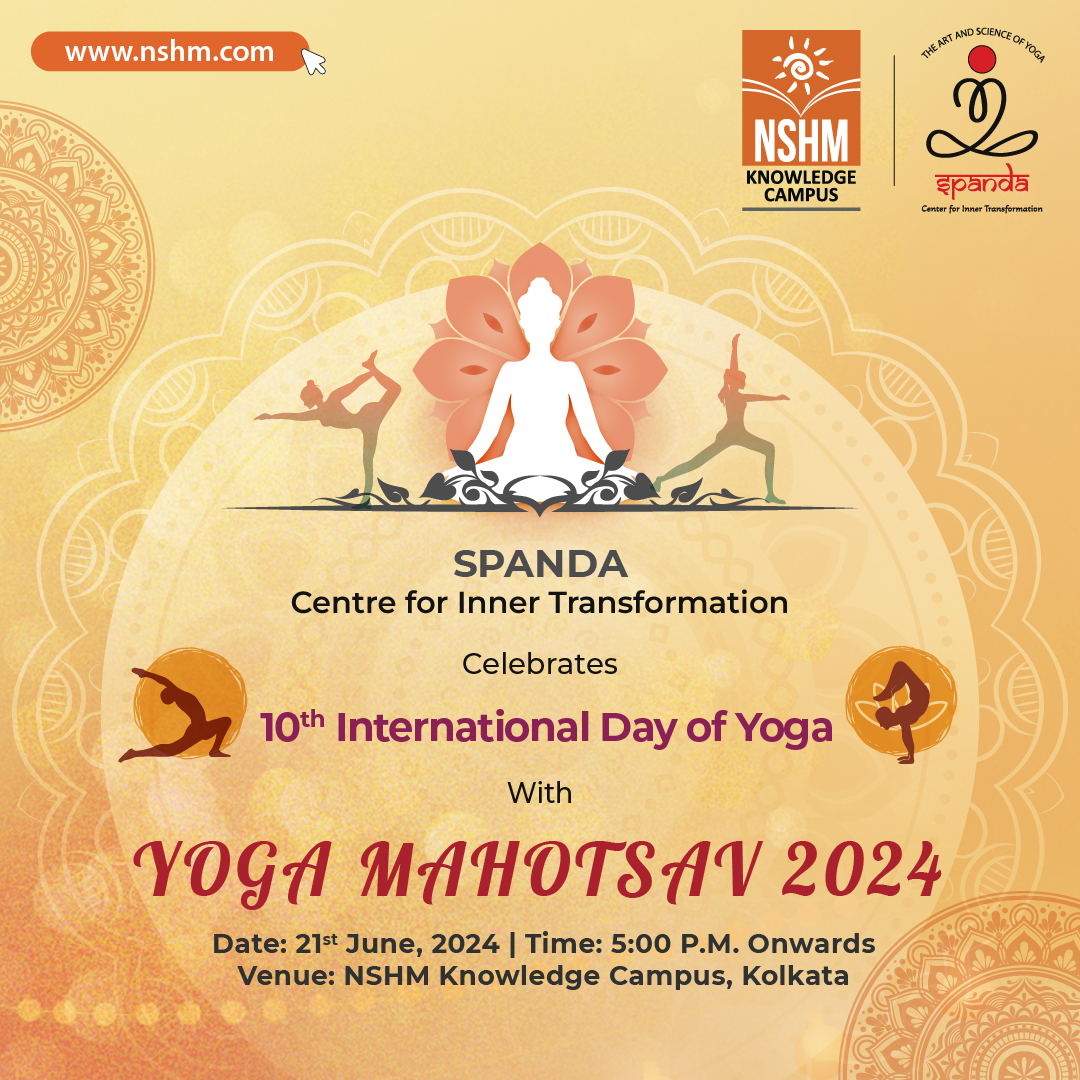 www.nshm.com
NSHM
KNOWLEDGE
CAMPUS
THE ART AND SCIENCE OF YOGA
spanda
Center for Inner Transformation
SPANDA
Centre for Inner Transformation
Celebrates
10th International Day of Yoga
With
YOGA MAHOTSAV 2024
Date: 21st June, 2024 | Time: 5:00 P.M. Onwards
Venue: NSHM Knowledge Campus, Kolkata